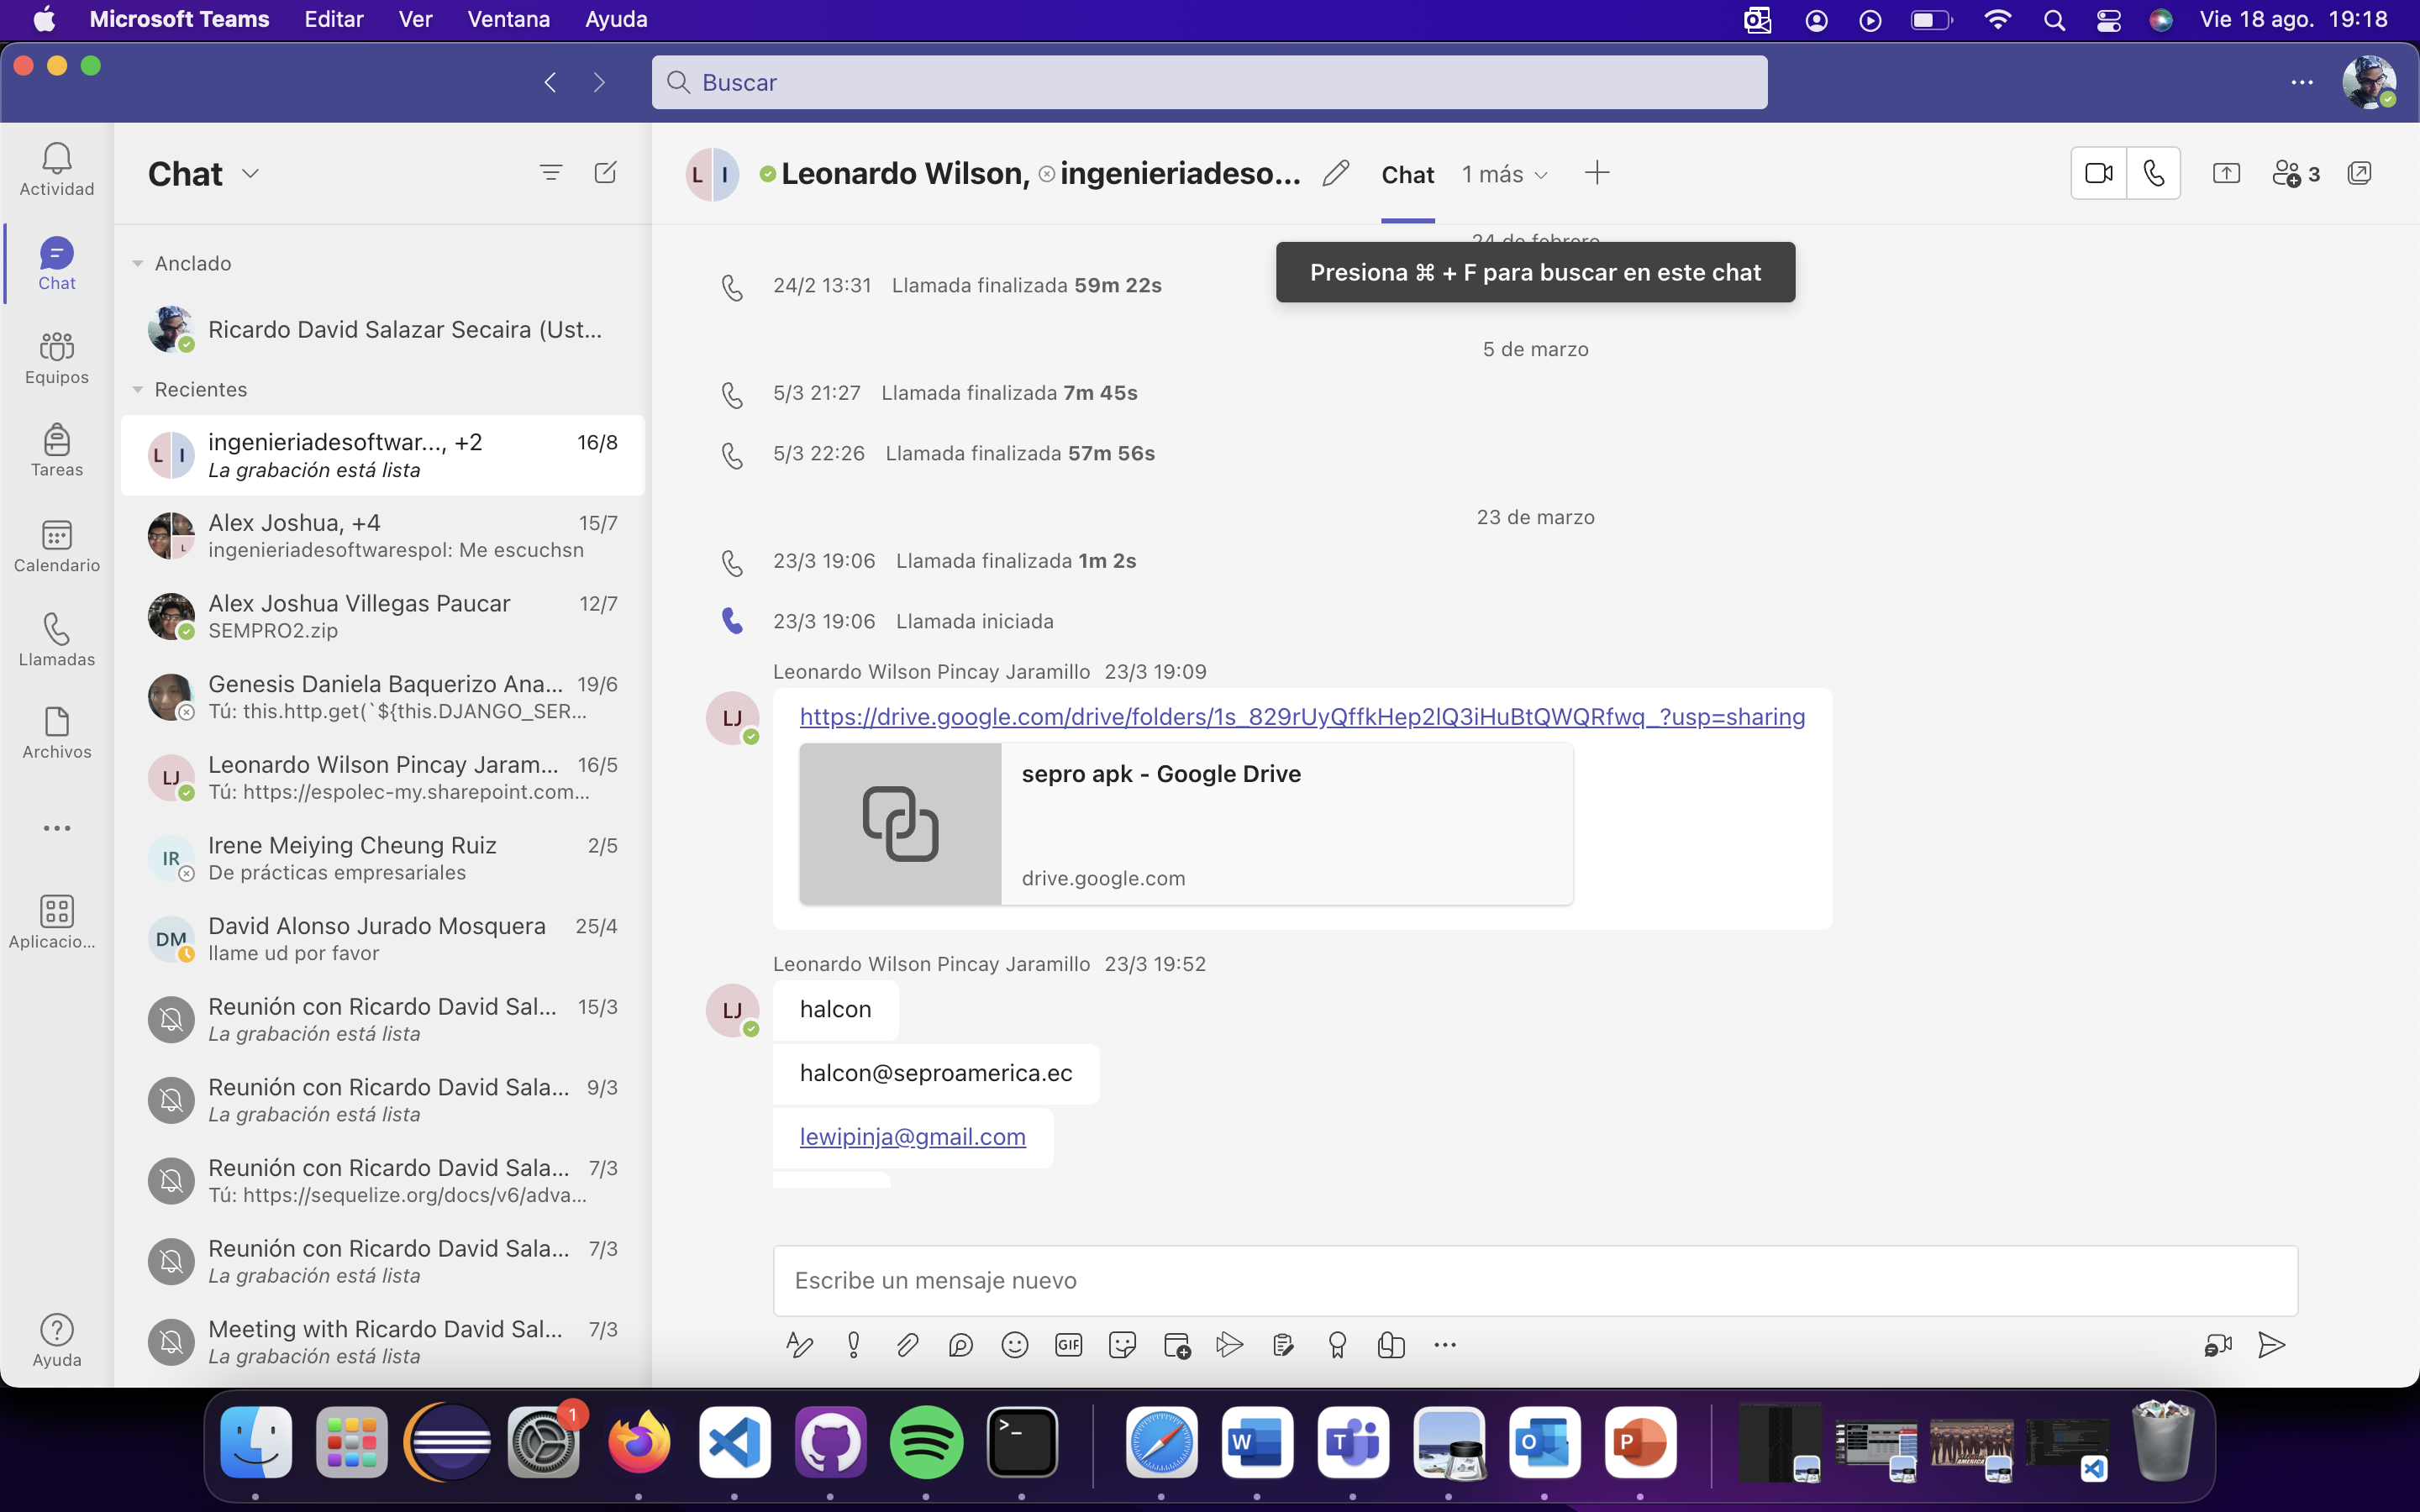 Microsoft Teams Editar Ver Ventana Ayuda
Vie 18 ago. 19:18
Buscar
Actividad
Chat
Equipos
Tareas
Calendario
Llamadas
Archivos
Aplicacio...
Ayuda
Chat
Anclado
Ricardo David Salazar Secaira (Ust...
Recientes
L I
ingenieriadesoftwar..., +2 16/8
La grabación está lista
Alex Joshua, +4 15/7
ingenieriadesoftwarespol: Me escuchsn
Alex Joshua Villegas Paucar 12/7
SEMPRO2.zip
Genesis Daniela Baquerizo Ana... 19/6
Tú: this.http.get(`${this.DJANGO_SER...
LJ
Leonardo Wilson Pincay Jaram... 16/5
Tú: https://espolec-my.sharepoint.com...
IR
Irene Meiying Cheung Ruiz 2/5
De prácticas empresariales
DM
David Alonso Jurado Mosquera 25/4
llame ud por favor
Reunión con Ricardo David Sal... 15/3
La grabación está lista
Reunión con Ricardo David Sala... 9/3
La grabación está lista
Reunión con Ricardo David Sala... 7/3
Tú: https://sequelize.org/docs/v6/adva...
Reunión con Ricardo David Sala... 7/3
La grabación está lista
Meeting with Ricardo David Sal... 7/3
La grabación está lista
L I
Leonardo Wilson, ingenieriadeso...
Chat 1 más
3
Presiona ⌘ + F para buscar en este chat
24/2 13:31 Llamada finalizada 59m 22s
5 de marzo
5/3 21:27 Llamada finalizada 7m 45s
5/3 22:26 Llamada finalizada 57m 56s
23 de marzo
23/3 19:06 Llamada finalizada 1m 2s
23/3 19:06 Llamada iniciada
Leonardo Wilson Pincay Jaramillo 23/3 19:09
LJ
https://drive.google.com/drive/folders/1s_829rUyQffkHep2lQ3iHuBtQWQRfwq_?usp=sharing
sepro apk - Google Drive
drive.google.com
Leonardo Wilson Pincay Jaramillo 23/3 19:52
LJ
halcon
halcon@seproamerica.ec
lewipinja@gmail.com
Escribe un mensaje nuevo
GIF
1
W
T
O
P